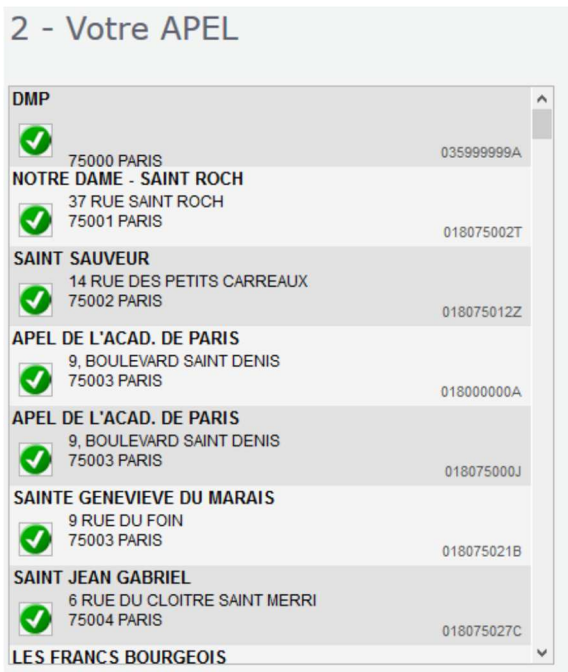 2 - Votre APEL
DMP
75000 PARIS
035999999A
NOTRE DAME - SAINT ROCH
37 RUE SAINT ROCH
75001 PARIS
018075002T
SAINT SAUVEUR
14 RUE DES PETITS CARREAUX
75002 PARIS
018075012Z
APEL DE L'ACAD. DE PARIS
9, BOULEVARD SAINT DENIS
75003 PARIS
018000000A
APEL DE L'ACAD. DE PARIS
9, BOULEVARD SAINT DENIS
75003 PARIS
018075000J
SAINTE GENEVIEVE DU MARAIS
9 RUE DU FOIN
75003 PARIS
018075021B
SAINT JEAN GABRIEL
6 RUE DU CLOITRE SAINT MERRI
75004 PARIS
018075027C
LES FRANCS BOURGEOIS